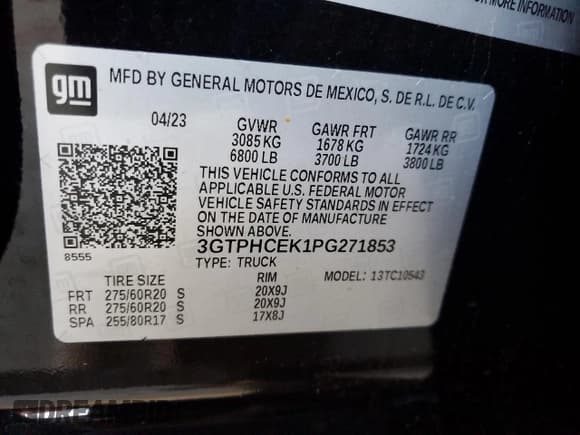 FOR MORE INFORMATION
gm
MFD BY GENERAL MOTORS DE MEXICO, S. DE R.L. DE C.V.
04/23 GVWR GAWR FRT GAWR RR
3085 KG 1678 KG 1724 KG
6800 LB 3700 LB 3800 LB
THIS VEHICLE CONFORMS TO ALL
APPLICABLE U.S. FEDERAL MOTOR
VEHICLE SAFETY STANDARDS IN EFFECT
ON THE DATE OF MANUFACTURE
SHOWN ABOVE.
8555 3GTPHCEK1PG271853
TYPE: TRUCK MODEL: 13TC10543
TIRE SIZE RIM
FRT 275/60R20 S 20X9J
RR 275/60R20 S 20X9J
SPA 255/80R17 S 17X8J